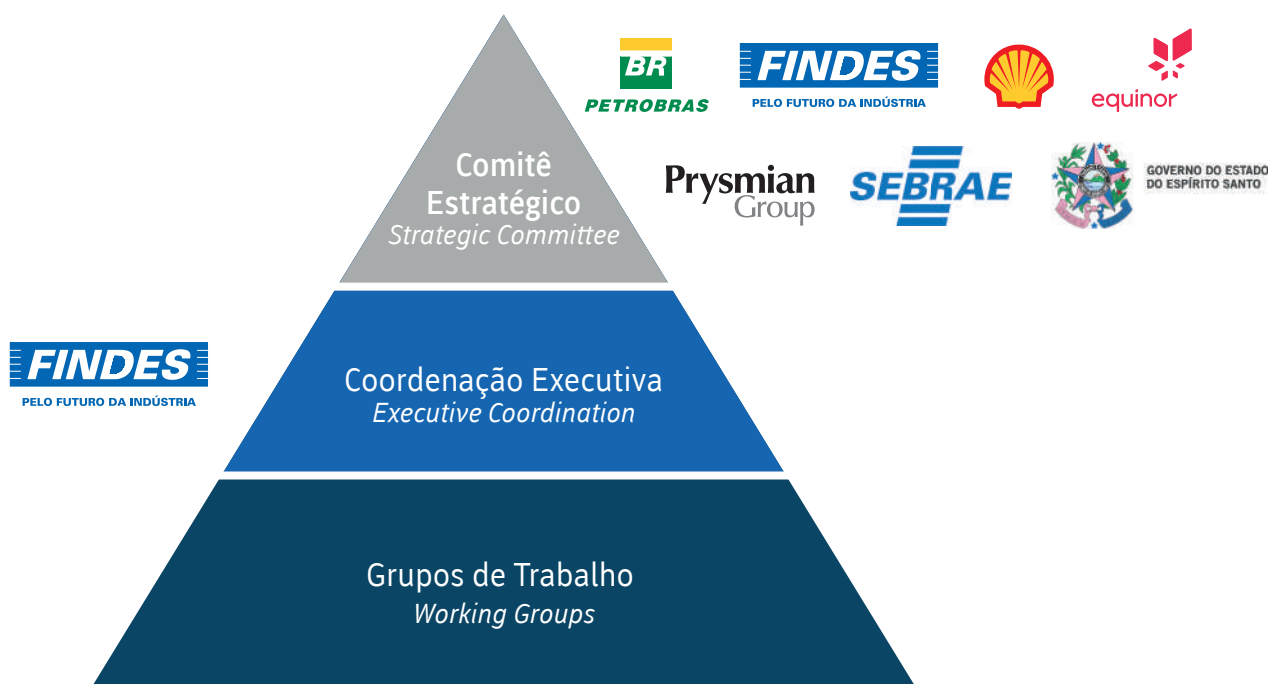 BR
PETROBRAS
FINDES
PELO FUTURO DA INDÚSTRIA
equinor
Prysmian
Group
SEBRAE
GOVERNO DO ESTADO
DO ESPÍRITO SANTO
Comitê
Estratégico
Strategic Committee
FINDES
PELO FUTURO DA INDÚSTRIA
Coordenação Executiva
Executive Coordination
Grupos de Trabalho
Working Groups